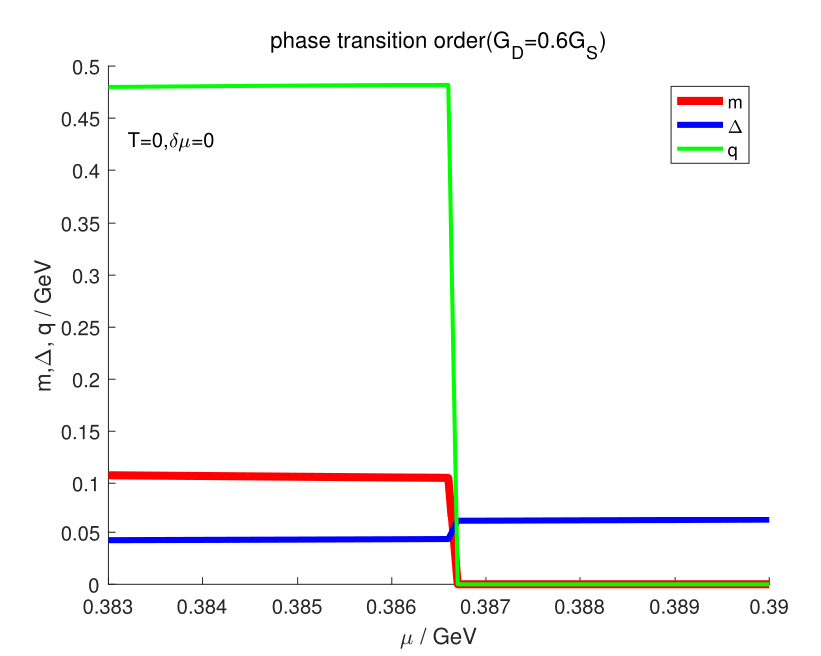 phase transition order(G_D=0.6G_S)
0.5
0.45
0.4
0.35
0.3
0.25
0.2
0.15
0.1
0.05
0
m,Δ, q / GeV
T=0,δμ=0
m
Δ
q
0.383 0.384 0.385 0.386 0.387 0.388 0.389 0.39
μ / GeV